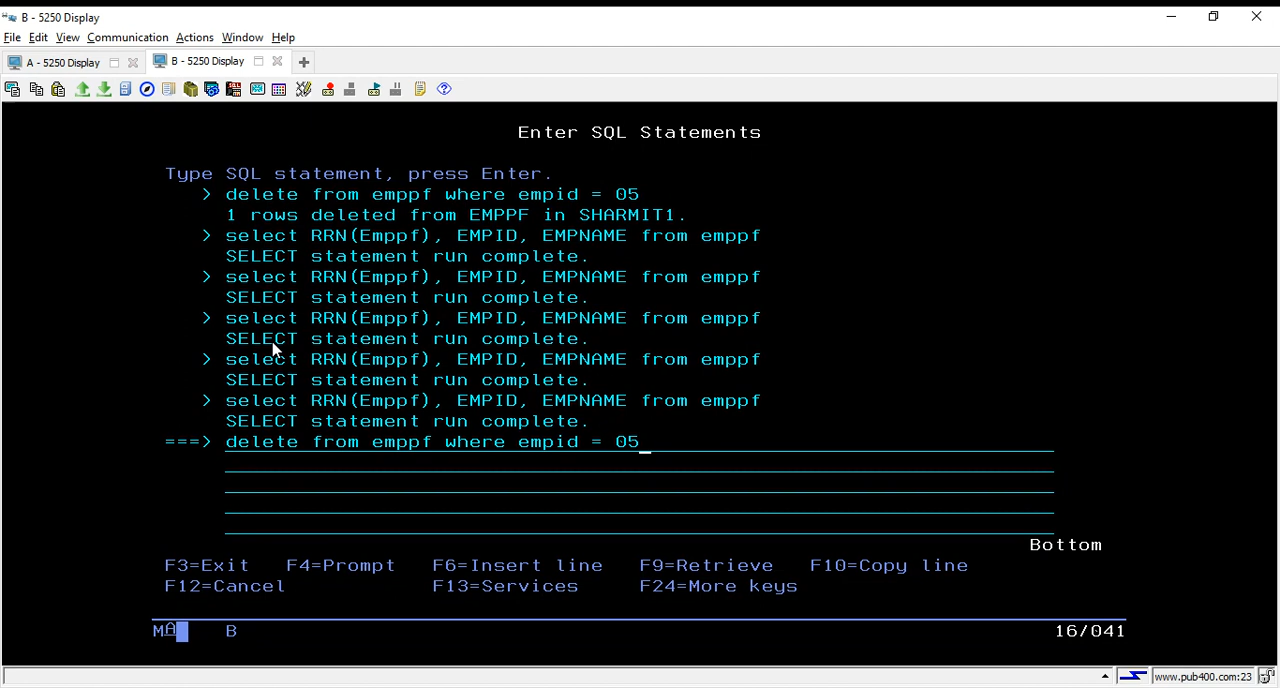 B - 5250 Display
File Edit View Communication Actions Window Help
A - 5250 Display
B - 5250 Display
Enter SQL Statements
Type SQL statement, press Enter.
> delete from emppf where empid = 05
1 rows deleted from EMPPF in SHARMIT1.
> select RRN(Emppf), EMPID, EMPNAME from emppf
SELECT statement run complete.
> select RRN(Emppf), EMPID, EMPNAME from emppf
SELECT statement run complete.
> select RRN(Emppf), EMPID, EMPNAME from emppf
SELECT statement run complete.
> select RRN(Emppf), EMPID, EMPNAME from emppf
SELECT statement run complete.
> select RRN(Emppf), EMPID, EMPNAME from emppf
SELECT statement run complete.
===> delete from emppf where empid = 05
Bottom
F3=Exit F4=Prompt F6=Insert line F9=Retrieve F10=Copy line
F12=Cancel F13=Services F24=More keys
MA B 16/041
www.pub400.com:23